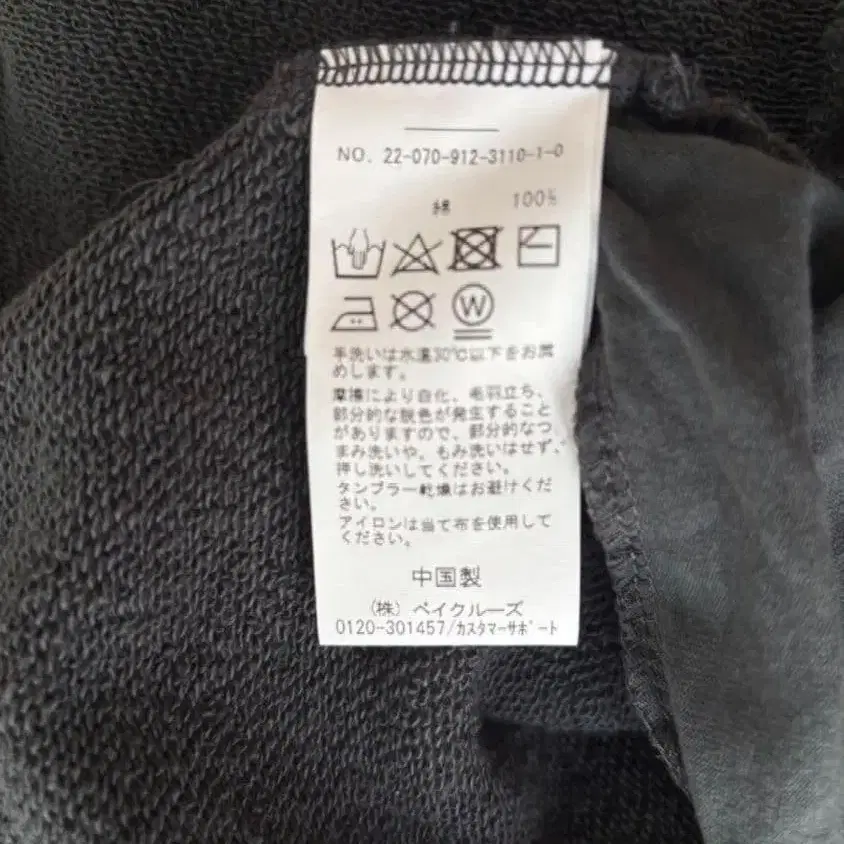 NO. 22-070-912-3110-1-0
綿 100%
W
手洗いは水温30℃以下をお薦
めします。
摩擦により白化、毛羽立ち、
部分的な脱色が発生すること
がありますので、部分的なつ
まみ洗いや、もみ洗いはせず、
押し洗いしてください。
タンブラー乾燥はお避けくだ
さい。
アイロンは当て布を使用して
ください。
中国製
(株) ベイクルーズ
0120-301457/カスタマーサポート